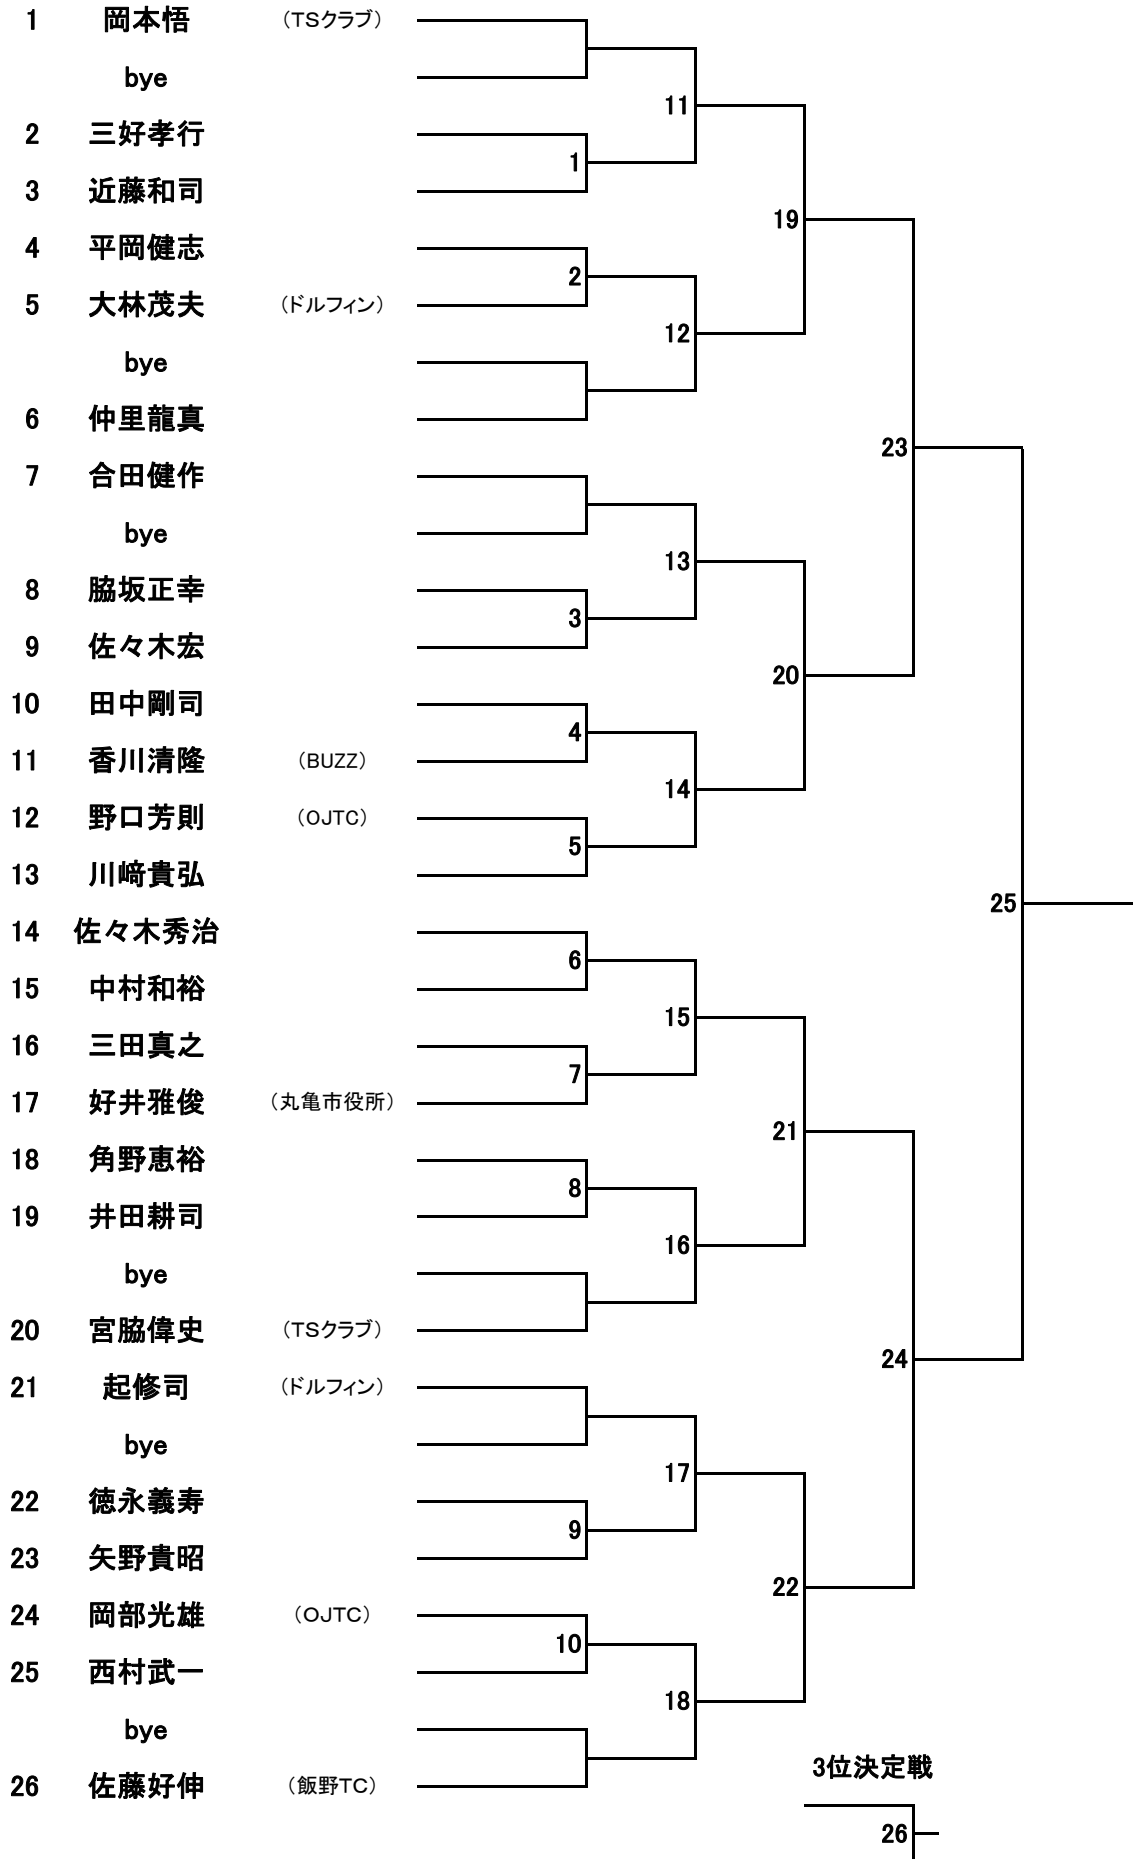 1 岡本悟 （TSクラブ）
bye
11
2 三好孝行
1
3 近藤和司
19
4 平岡健志
2
5 大林茂夫 （ドルフィン）
12
bye
6 仲里龍真
23
7 合田健作
bye
13
8 脇坂正幸
3
9 佐々木宏
20
10 田中剛司
4
11 香川清隆 （BUZZ）
14
12 野口芳則 （OJTC）
5
13 川﨑貴弘
25
14 佐々木秀治
6
15 中村和裕
15
16 三田真之
7
17 好井雅俊 （丸亀市役所）
21
18 角野恵裕
8
19 井田耕司
16
bye
20 宮脇偉史 （TSクラブ）
24
21 起修司 （ドルフィン）
bye
17
22 徳永義寿
9
23 矢野貴昭
22
24 岡部光雄 （OJTC）
10
25 西村武一
18
bye
3位決定戦
26 佐藤好伸 （飯野TC）
26